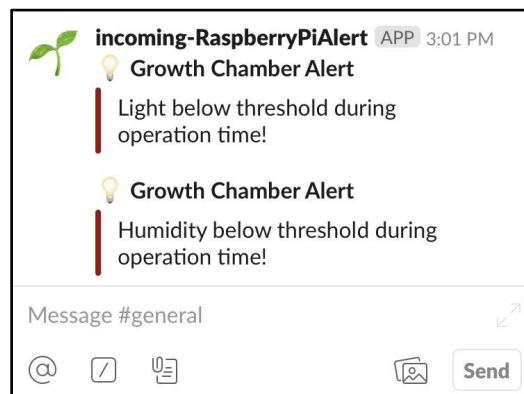 incoming-RaspberryPiAlert APP 3:01 PM
Growth Chamber Alert
Light below threshold during
operation time!
Growth Chamber Alert
Humidity below threshold during
operation time!
Message #general
@ /
Send